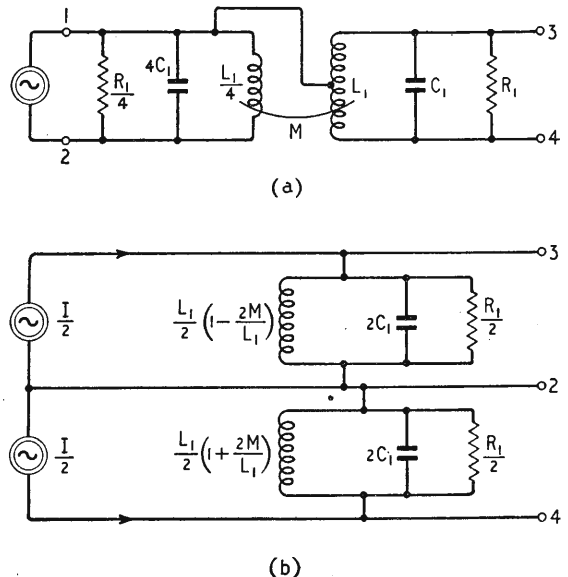 1
3
R₁/4
4C₁
L₁/4
M
L₁
C₁
R₁
2
4
(a)
3
I/2
L₁/2 (1 − 2M/L₁)
2C₁
R₁/2
2
I/2
L₁/2 (1 + 2M/L₁)
2C₁
R₁/2
4
(b)